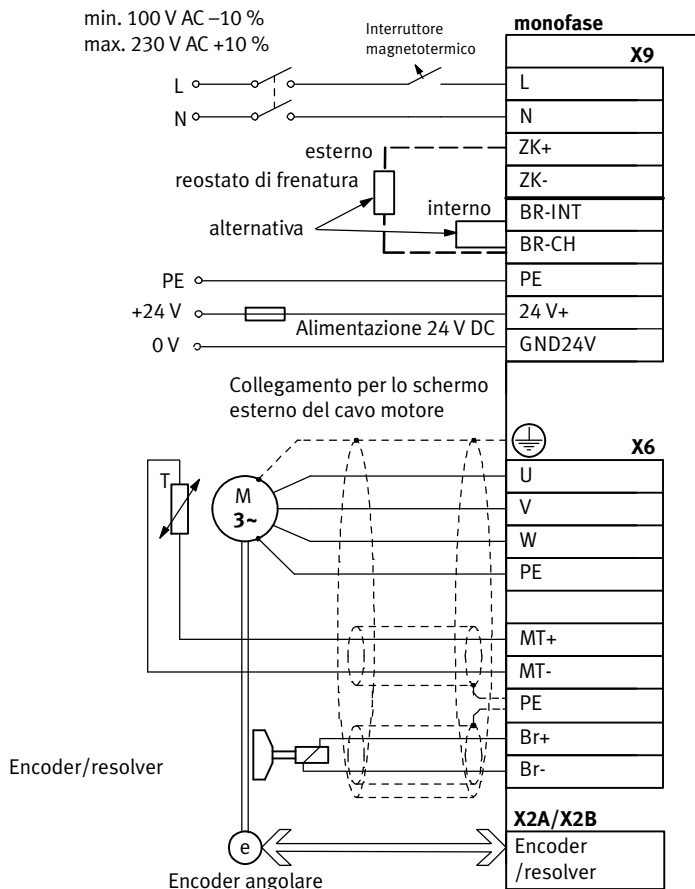 min. 100 V AC –10 %
max. 230 V AC +10 %
Interruttore
magnetotermico
monofase
X9
L
L
N
N
esterno
ZK+
reostato di frenatura
ZK-
interno
BR-INT
alternativa
BR-CH
PE
PE
+24 V
24 V+
Alimentazione 24 V DC
0 V
GND24V
Collegamento per lo schermo
esterno del cavo motore
X6
T
M
3~
U
V
W
PE
MT+
MT-
PE
Br+
Encoder/resolver
Br-
X2A/X2B
e
Encoder
/resolver
Encoder angolare